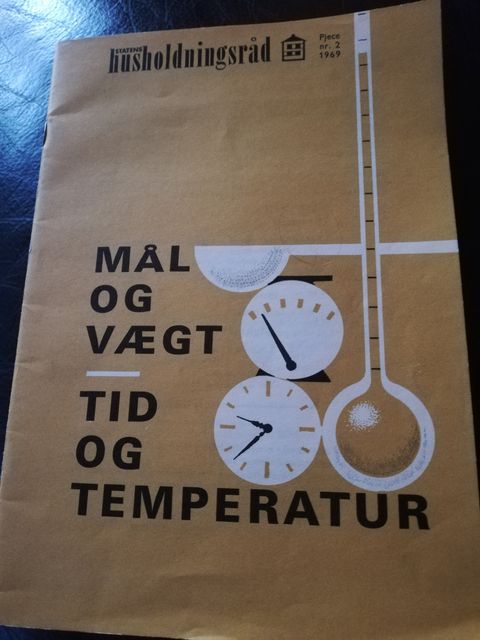 STATENS
husholdningsråd
Pjece
nr. 2
1969
MÅL
OG
VÆGT
TID
OG
TEMPERATUR